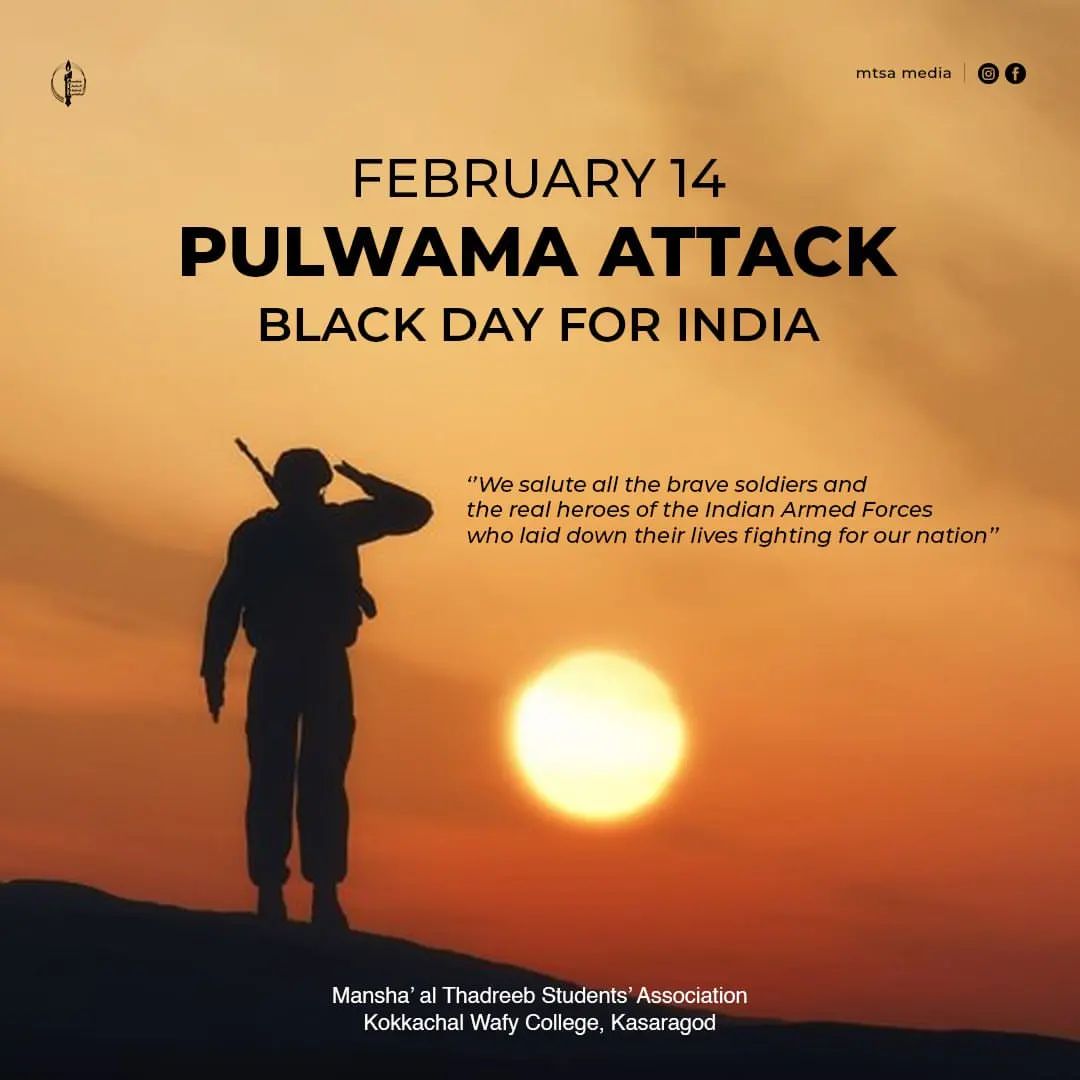 mtsa media
FEBRUARY 14
PULWAMA ATTACK
BLACK DAY FOR INDIA
‘’We salute all the brave soldiers and
the real heroes of the Indian Armed Forces
who laid down their lives fighting for our nation’’
Mansha’ al Thadreeb Students’ Association
Kokkachal Wafy College, Kasaragod